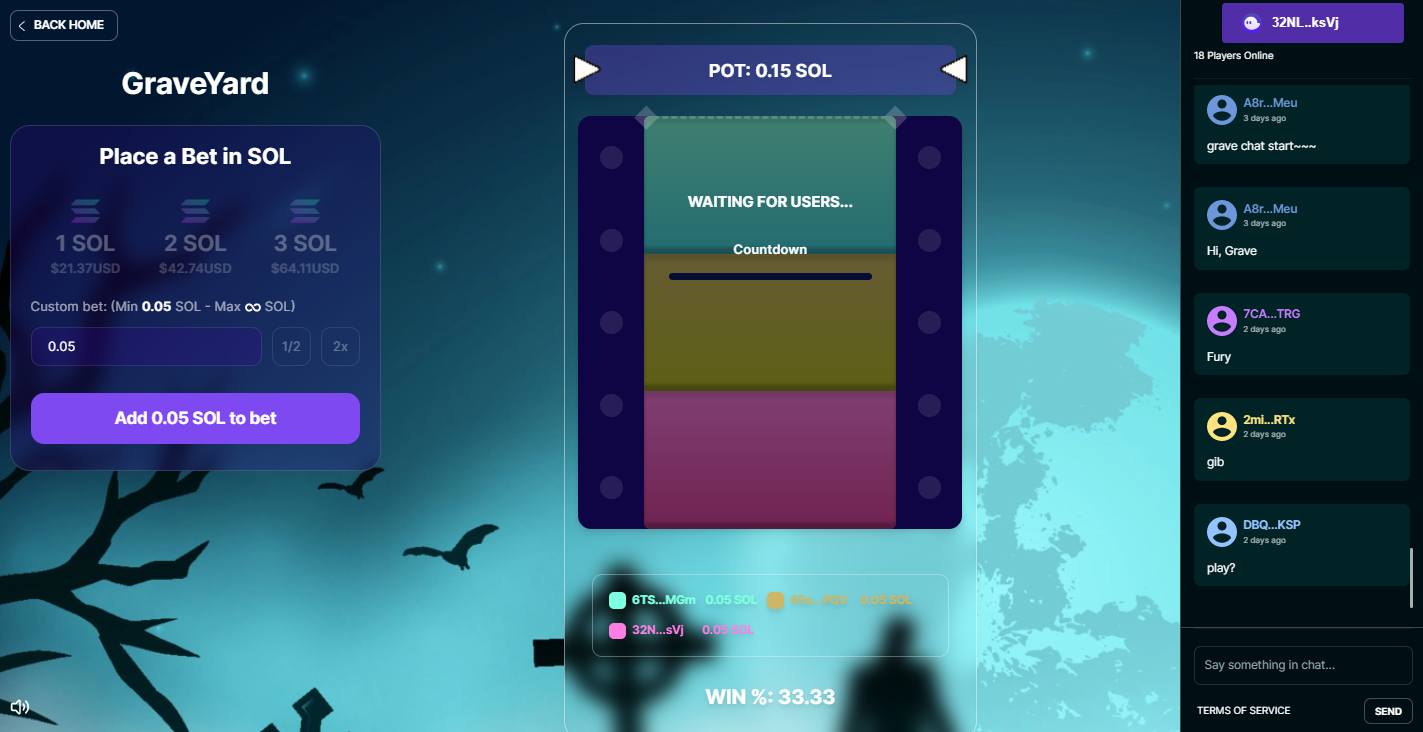 BACK HOME
GraveYard
Place a Bet in SOL
1 SOL
2 SOL
3 SOL
$21.37USD
$42.74USD
$64.11USD
Custom bet: (Min 0.05 SOL - Max ∞ SOL)
0.05
1/2
2x
Add 0.05 SOL to bet
POT: 0.15 SOL
WAITING FOR USERS...
Countdown
6TS...MGm 0.05 SOL
0.05 SOL
32N...sVj 0.05 SOL
WIN %: 33.33
32NL..ksVj
18 Players Online
A8r...Meu
3 days ago
grave chat start~~~
A8r...Meu
3 days ago
Hi, Grave
7CA...TRG
2 days ago
Fury
2mi...RTx
2 days ago
gib
DBQ...KSP
2 days ago
play?
Say something in chat...
TERMS OF SERVICE
SEND